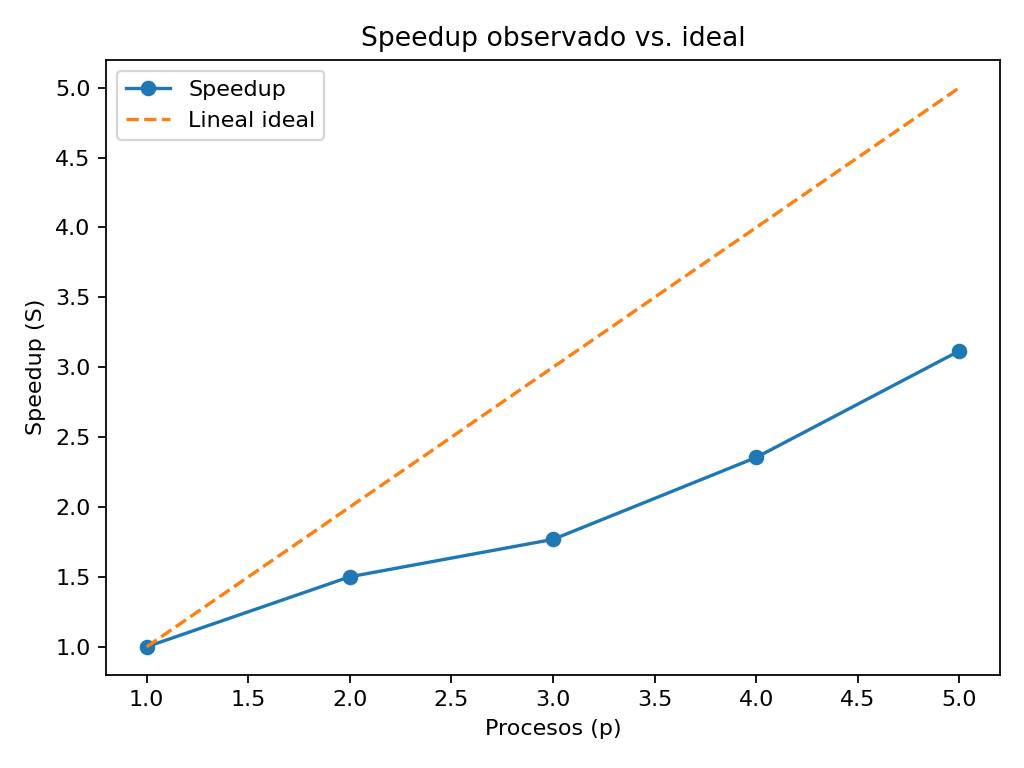 Speedup observado vs. ideal
Speedup
Lineal ideal
5.0
4.5
4.0
3.5
3.0
2.5
2.0
1.5
1.0
Speedup (S)
1.0 1.5 2.0 2.5 3.0 3.5 4.0 4.5 5.0
Procesos (p)